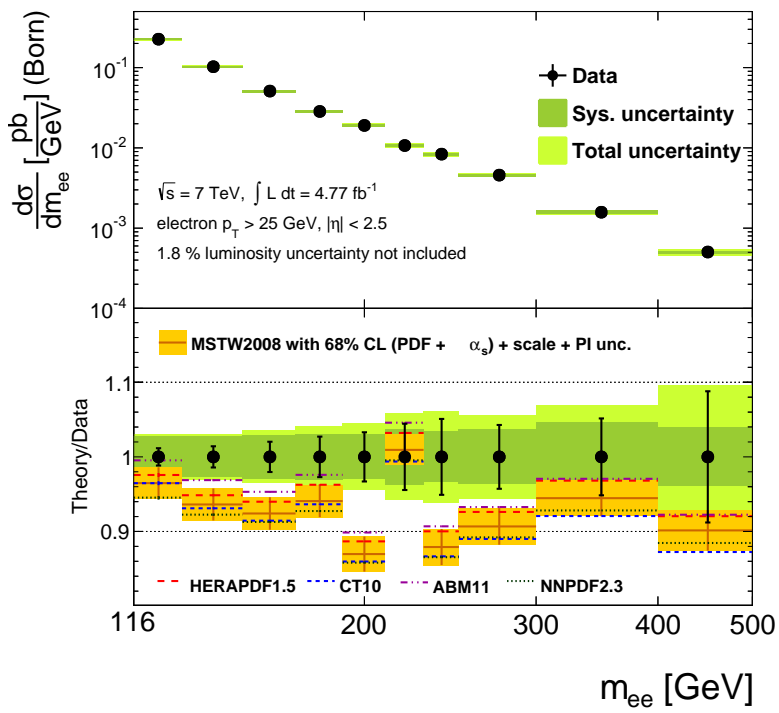 dσ/dm_ee [pb/GeV] (Born)
10^-1
10^-2
10^-3
10^-4
Data
Sys. uncertainty
Total uncertainty
√s = 7 TeV, ∫ L dt = 4.77 fb^-1
electron p_T > 25 GeV, |η| < 2.5
1.8 % luminosity uncertainty not included
MSTW2008 with 68% CL (PDF + α_s) + scale + PI unc.
Theory/Data
1.1
1
0.9
HERAPDF1.5 CT10 ABM11 NNPDF2.3
116 200 300 400 500
m_ee [GeV]